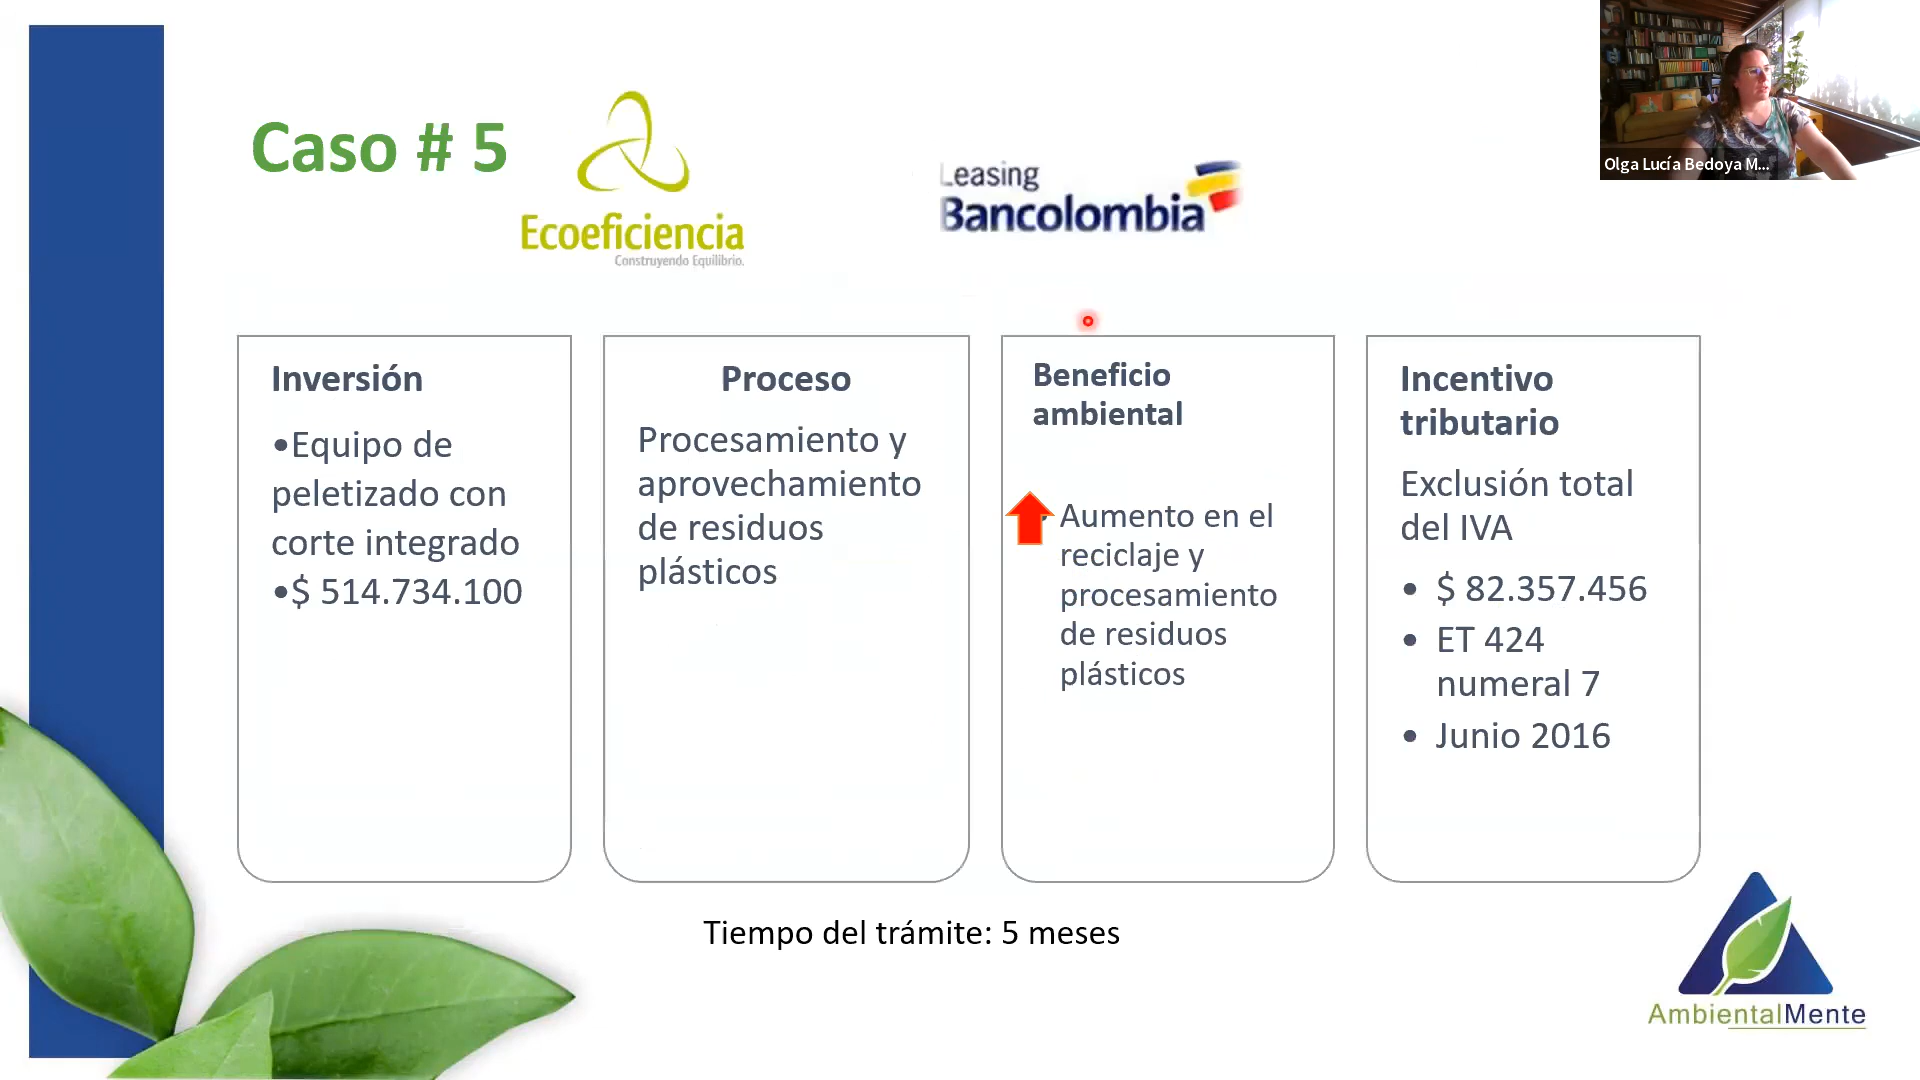 Caso # 5
Ecoeficiencia
Construyendo Equilibrio.
Leasing
Bancolombia
Olga Lucía Bedoya M...
Inversión
•Equipo de
peletizado con
corte integrado
•$ 514.734.100
Proceso
Procesamiento y
aprovechamiento
de residuos
plásticos
Beneficio
ambiental
• Aumento en el
reciclaje y
procesamiento
de residuos
plásticos
Incentivo
tributario
Exclusión total
del IVA
• $ 82.357.456
• ET 424
numeral 7
• Junio 2016
Tiempo del trámite: 5 meses
AmbientalMente